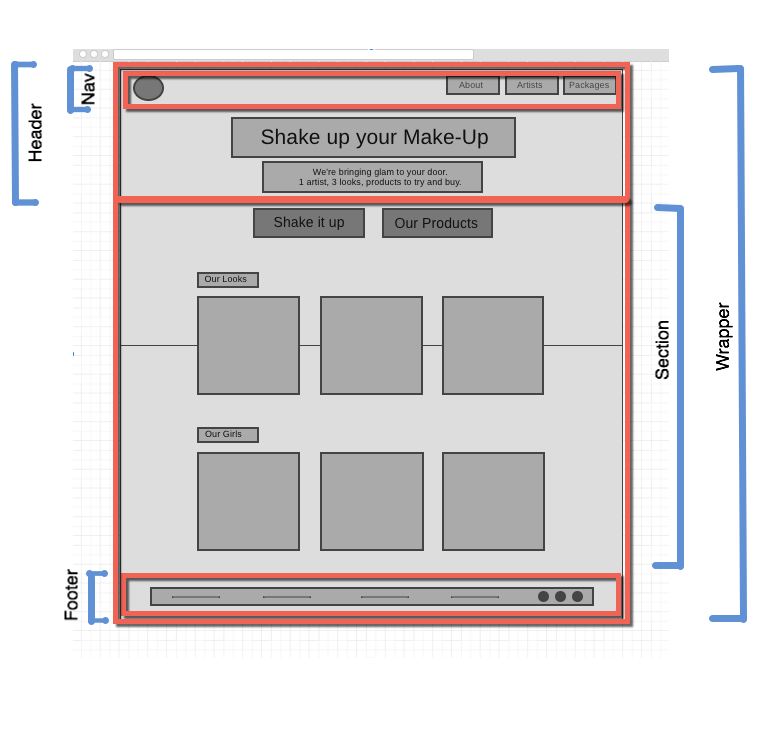 Header
Nav
About
Artists
Packages
Shake up your Make-Up
We're bringing glam to your door.
1 artist, 3 looks, products to try and buy.
Shake it up
Our Products
Our Looks
Our Girls
Section
Wrapper
Footer